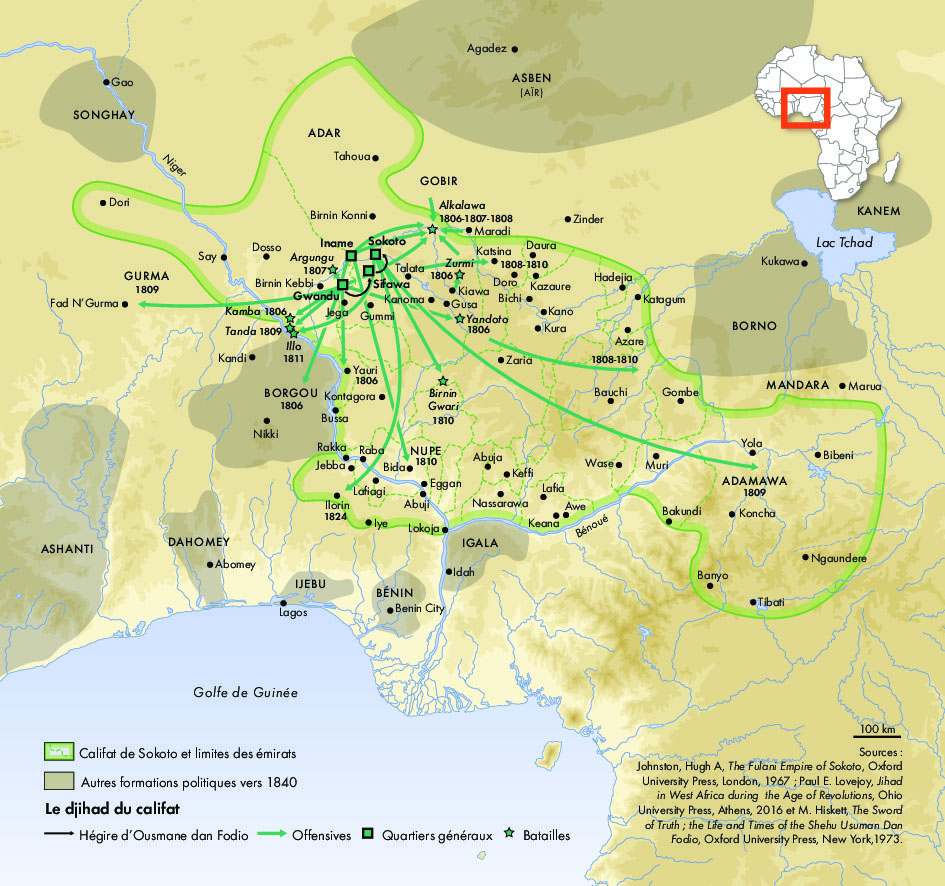 Agadez
ASBEN
(AÏR)
Gao
SONGHAY
Niger
ADAR
Tahoua
GOBIR
Dori
Birnin Konni
Alkalawa
1806-1807-1808
Maradi
Zinder
KANEM
Lac Tchad
Kukawa
BORNO
Say
Dosso
Iname
Sokoto
Argungu
1807
Birnin Kebbi
Talata
Zurmi
1806
Katsina
1808-1810
Daura
Doro
Kazaure
Hadejia
Katagum
GURMA
1809
Fad N'Gurma
Gwandu
Sifawa
Kanoma
Kiawa
Gusa
Bichi
Kano
Kura
Kamba 1806
Jega
Gummi
Yandoto
1806
Tanda 1809
Illo
1811
Azare
1808-1810
Kandi
Zaria
Yauri
1806
BORGOU
1806
Kontagora
Birnin
Gwari
1810
Bauchi
Gombe
MANDARA
Marua
Nikki
Bussa
Rakka
Raba
Jebba
Bida
NUPE
1810
Abuja
Keffi
Wase
Muri
Yola
Bibeni
ADAMAWA
1809
Lafiagi
Eggan
Abuji
Nassarawa
Lafia
Ilorin
1824
Keana
Awe
Bakundi
Koncha
Iye
Lokoja
Bénoué
ASHANTI
DAHOMEY
Abomey
IGALA
Idah
Ngaundere
Banyo
Tibati
IJEBU
Lagos
BÉNIN
Benin City
Golfe de Guinée
100 km
Califat de Sokoto et limites des émirats
Autres formations politiques vers 1840
Le djihad du califat
Hégire d'Ousmane dan Fodio
Offensives
Quartiers généraux
Batailles
Sources :
Johnston, Hugh A, The Fulani Empire of Sokoto, Oxford
University Press, London, 1967 ; Paul E. Lovejoy, Jihad
in West Africa during the Age of Revolutions, Ohio
University Press, Athens, 2016 et M. Hiskett, The Sword
of Truth ; the Life and Times of the Shehu Usuman Dan
Fodio, Oxford University Press, New York,1973.